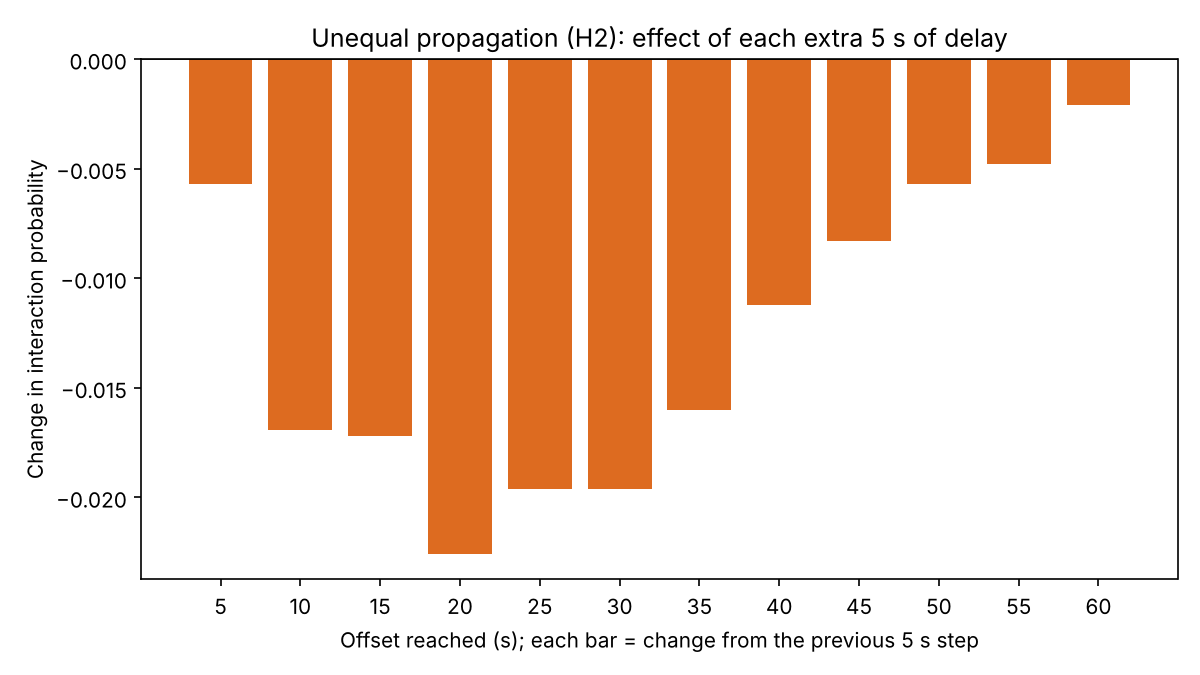 Unequal propagation (H2): effect of each extra 5 s of delay
Change in interaction probability
0.000
−0.005
−0.010
−0.015
−0.020
5 10 15 20 25 30 35 40 45 50 55 60
Offset reached (s); each bar = change from the previous 5 s step